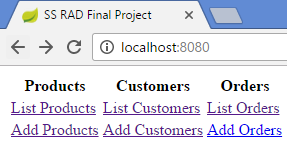 SS RAD Final Project
localhost:8080
Products Customers Orders
List Products List Customers List Orders
Add Products Add Customers Add Orders